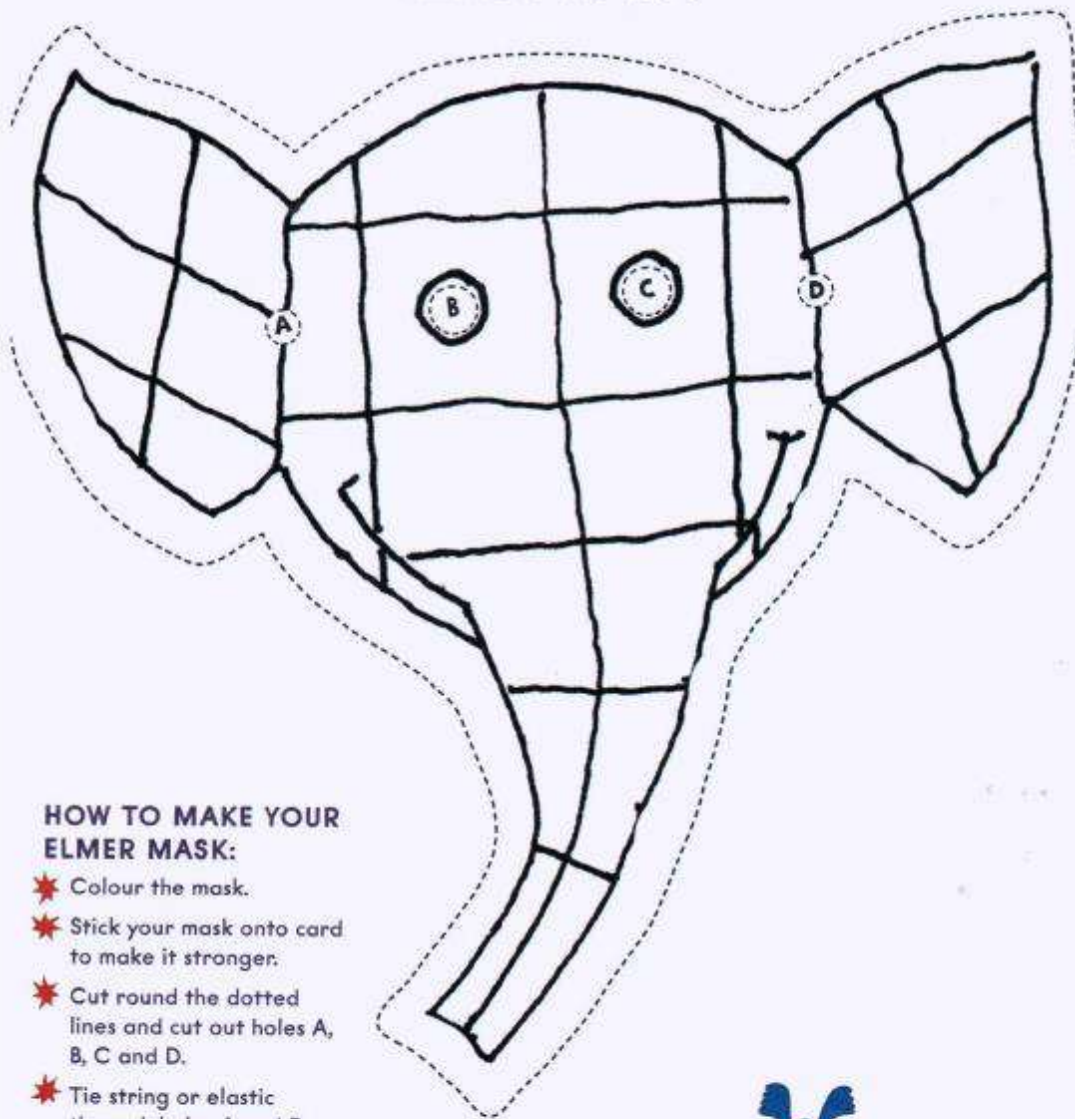 A
B
C
D
HOW TO MAKE YOUR
ELMER MASK:
Colour the mask.
Stick your mask onto card
to make it stronger.
Cut round the dotted
lines and cut out holes A,
B, C and D.
Tie string or elastic